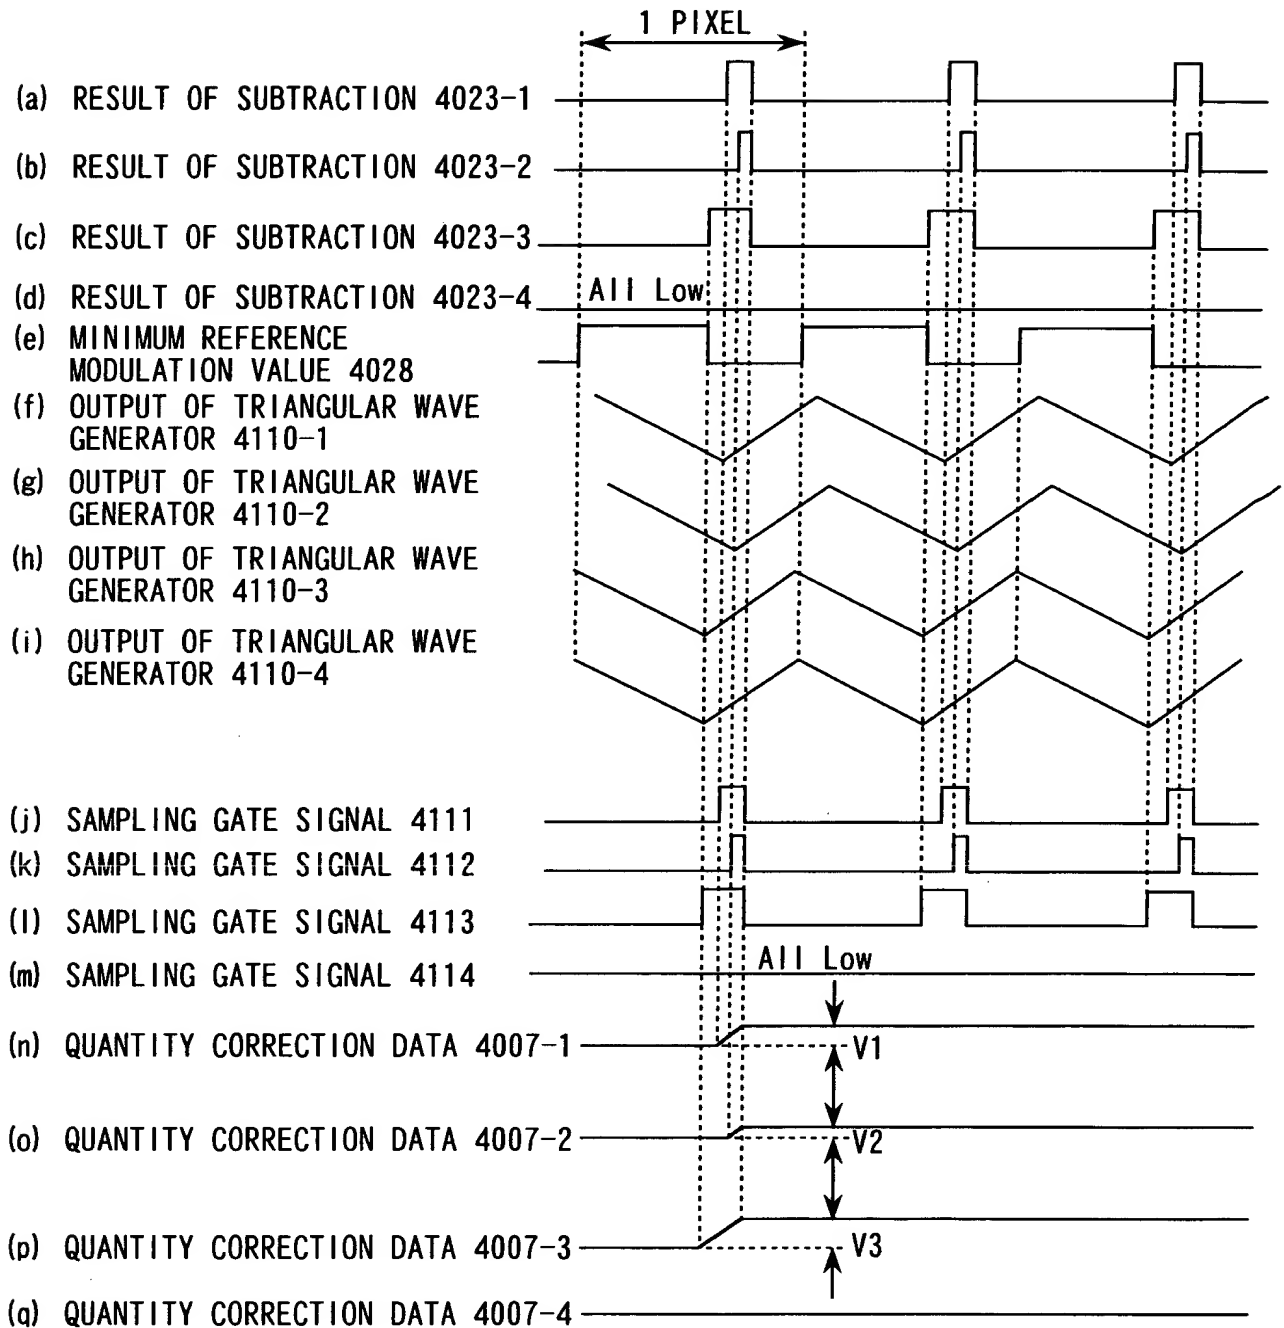 1 PIXEL
(a) RESULT OF SUBTRACTION 4023-1
(b) RESULT OF SUBTRACTION 4023-2
(c) RESULT OF SUBTRACTION 4023-3
(d) RESULT OF SUBTRACTION 4023-4
All Low
(e) MINIMUM REFERENCE
MODULATION VALUE 4028
(f) OUTPUT OF TRIANGULAR WAVE
GENERATOR 4110-1
(g) OUTPUT OF TRIANGULAR WAVE
GENERATOR 4110-2
(h) OUTPUT OF TRIANGULAR WAVE
GENERATOR 4110-3
(i) OUTPUT OF TRIANGULAR WAVE
GENERATOR 4110-4
(j) SAMPLING GATE SIGNAL 4111
(k) SAMPLING GATE SIGNAL 4112
(l) SAMPLING GATE SIGNAL 4113
(m) SAMPLING GATE SIGNAL 4114
All Low
(n) QUANTITY CORRECTION DATA 4007-1
V1
(o) QUANTITY CORRECTION DATA 4007-2
V2
(p) QUANTITY CORRECTION DATA 4007-3
V3
(q) QUANTITY CORRECTION DATA 4007-4